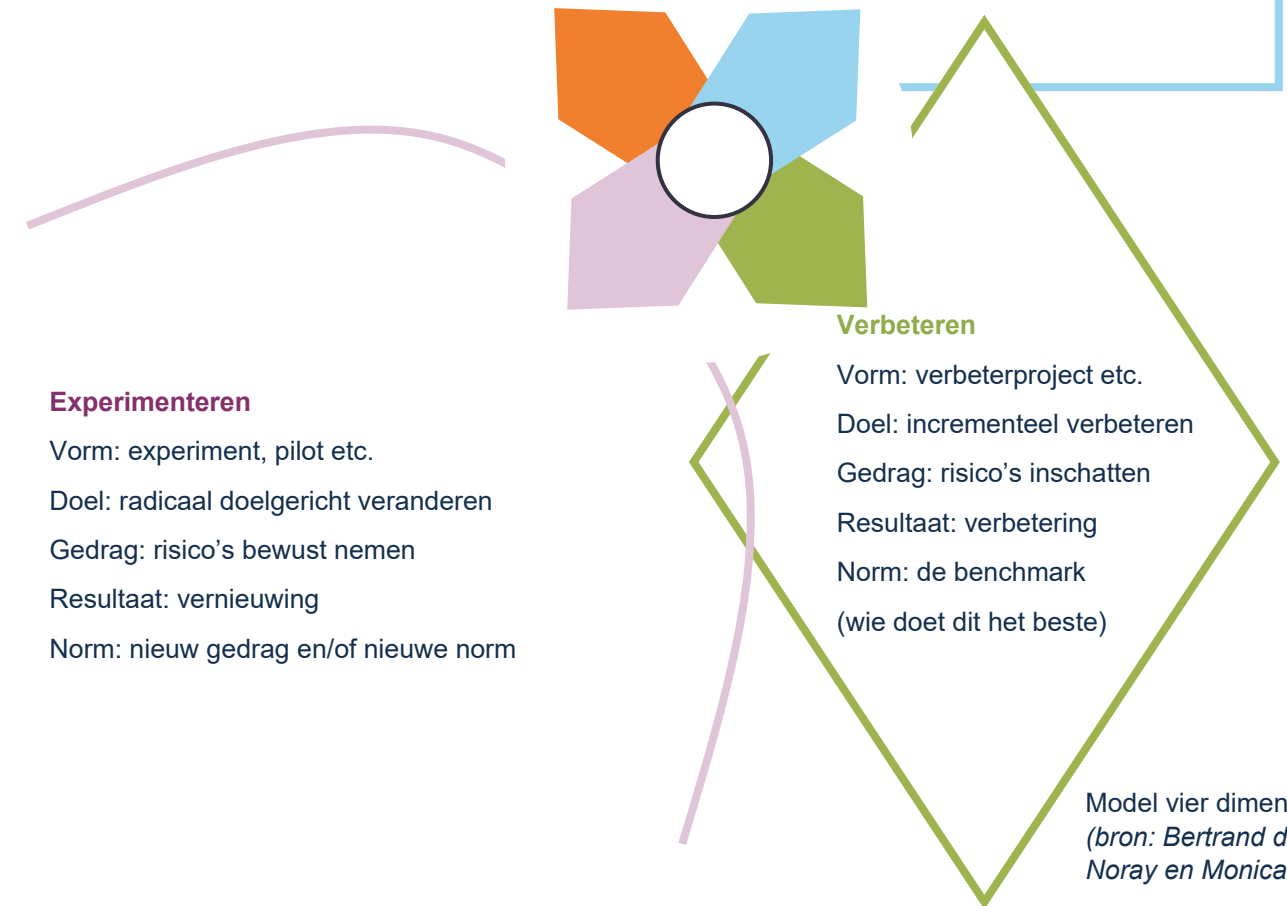 Experimenteren
Vorm: experiment, pilot etc.
Doel: radicaal doelgericht veranderen
Gedrag: risico's bewust nemen
Resultaat: vernieuwing
Norm: nieuw gedrag en/of nieuwe norm
Verbeteren
Vorm: verbeterproject etc.
Doel: incrementeel verbeteren
Gedrag: risico's inschatten
Resultaat: verbetering
Norm: de benchmark
(wie doet dit het beste)
Model vier dimen
(bron: Bertrand d
Noray en Monica